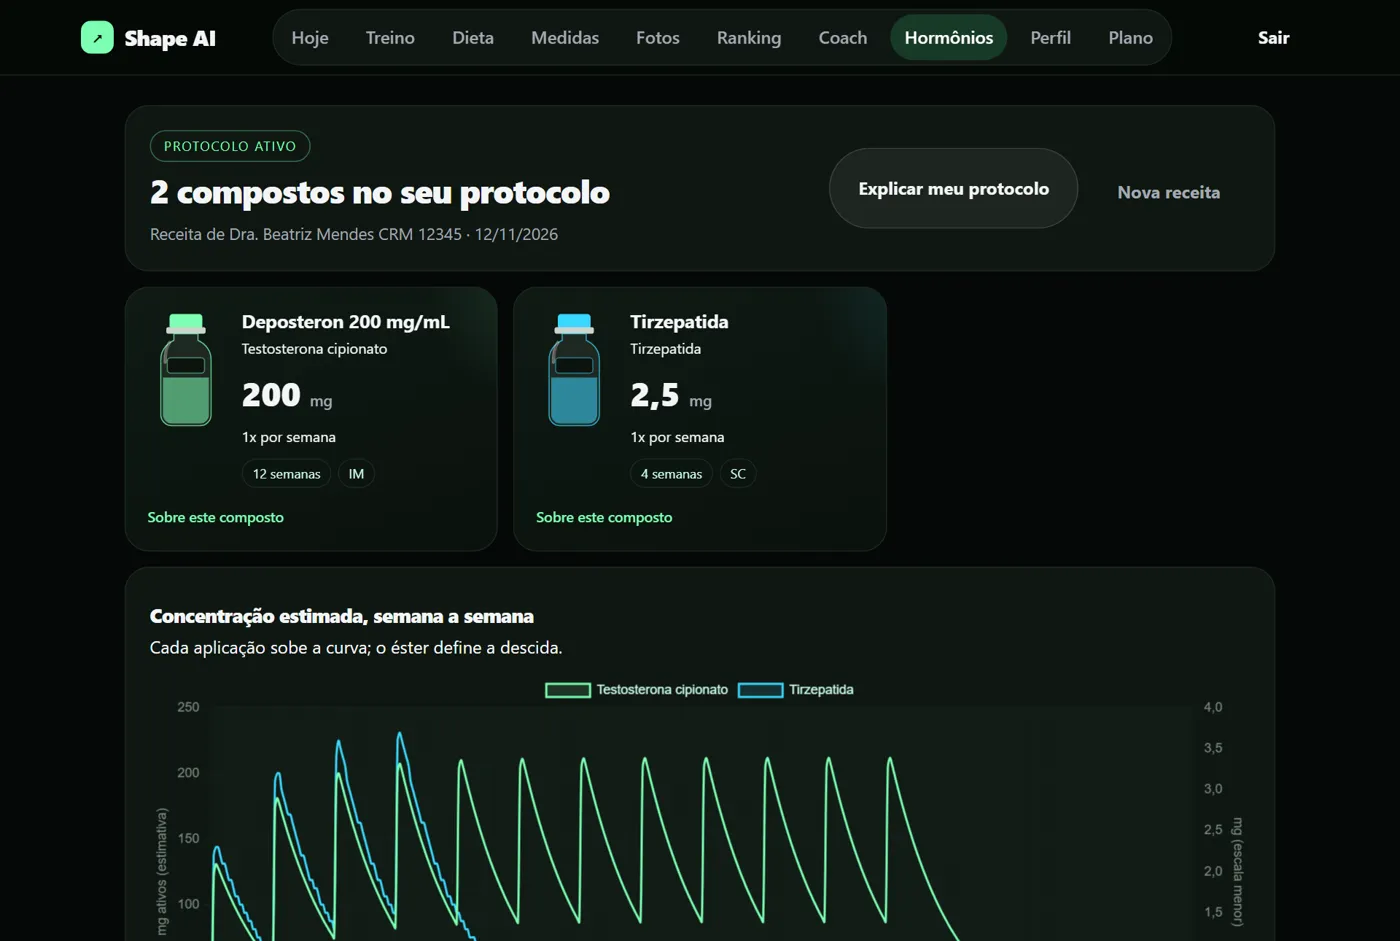 Shape AI
Hoje Treino Dieta Medidas Fotos Ranking Coach Hormônios Perfil Plano
Sair
PROTOCOLO ATIVO
2 compostos no seu protocolo
Receita de Dra. Beatriz Mendes CRM 12345 · 12/11/2026
Explicar meu protocolo
Nova receita
Deposteron 200 mg/mL
Testosterona cipionato
200 mg
1x por semana
12 semanas IM
Sobre este composto
Tirzepatida
Tirzepatida
2,5 mg
1x por semana
4 semanas SC
Sobre este composto
Concentração estimada, semana a semana
Cada aplicação sobe a curva; o éster define a descida.
Testosterona cipionato Tirzepatida
250
200
150
100
mg ativos (estimativa)
4,0
3,5
3,0
2,5
2,0
1,5
mg (escala menor)